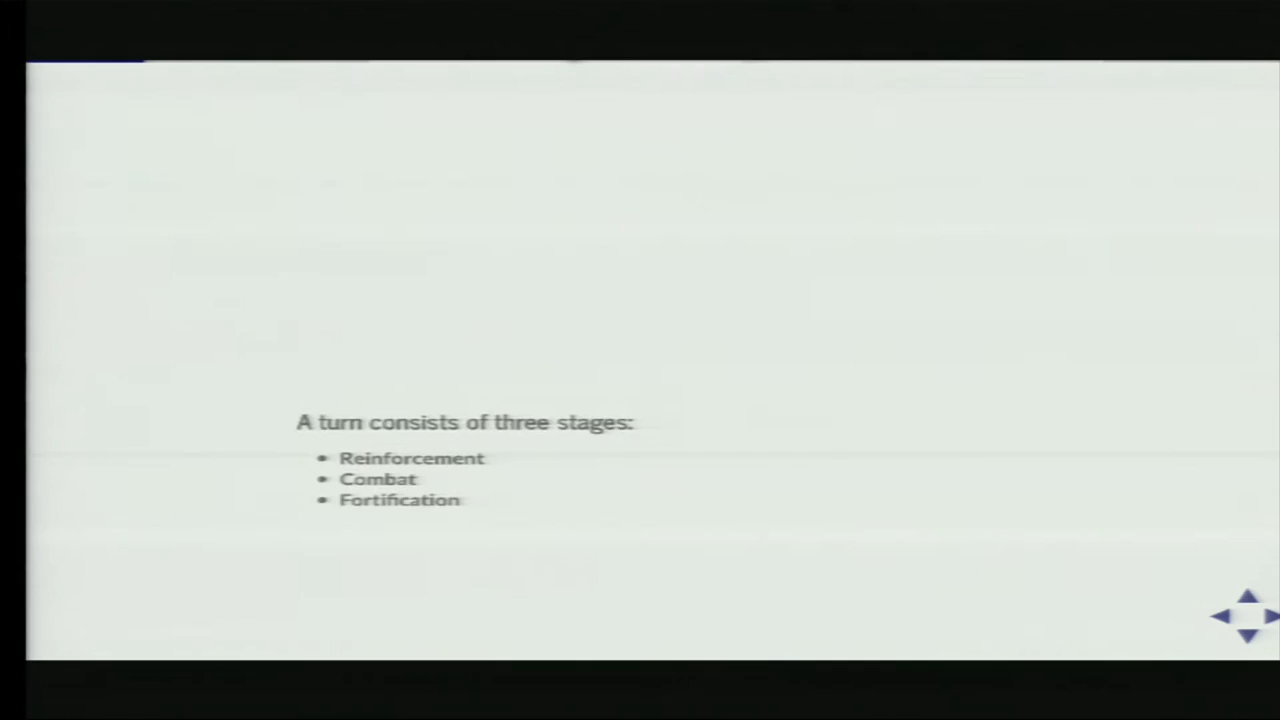 A turn consists of three stages:
• Reinforcement
• Combat
• Fortification